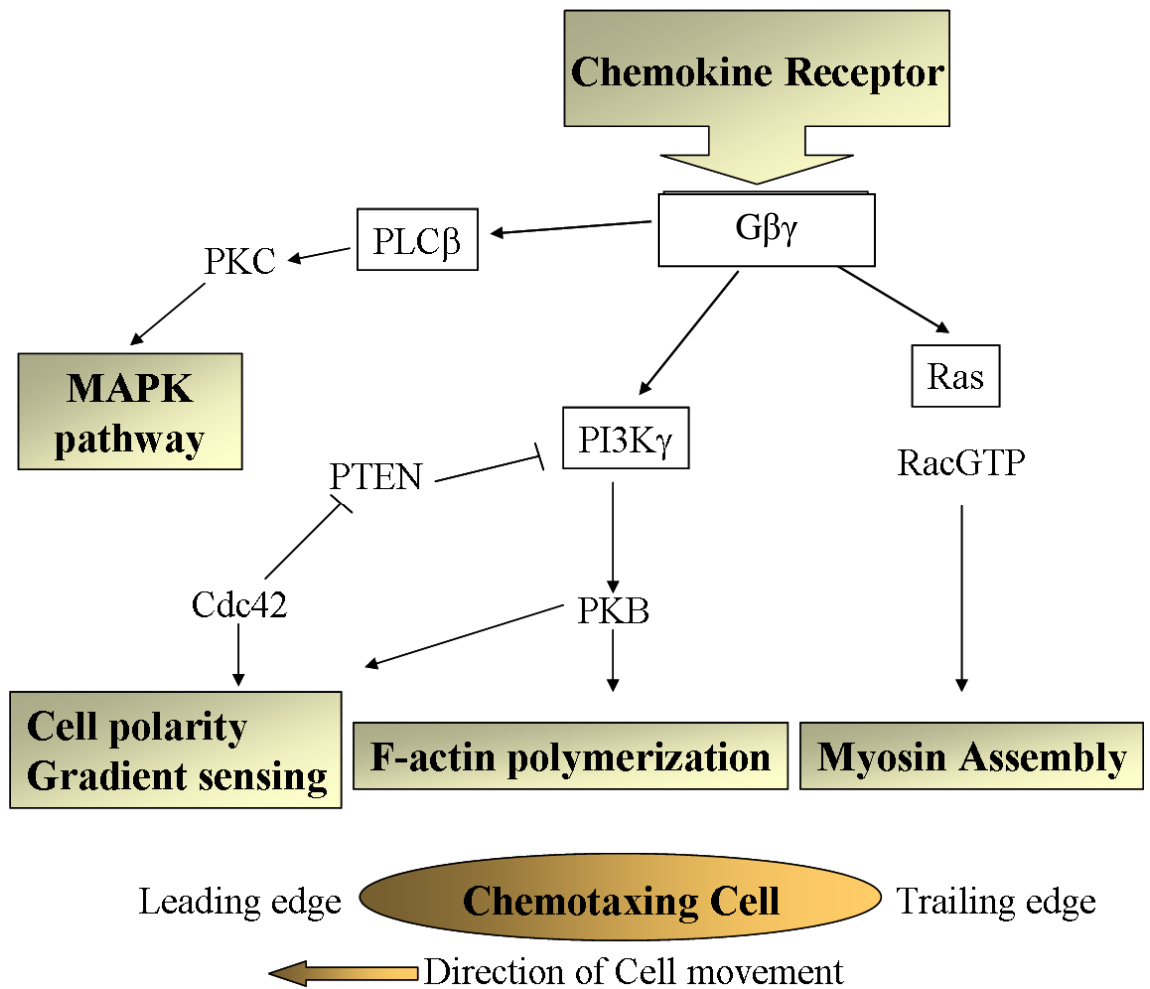 Chemokine Receptor
Gβγ
PLCβ
PKC
MAPK
pathway
Ras
PI3Kγ
RacGTP
PTEN
Cdc42
PKB
Cell polarity
Gradient sensing
F-actin polymerization
Myosin Assembly
Leading edge
Chemotaxing Cell
Trailing edge
Direction of Cell movement